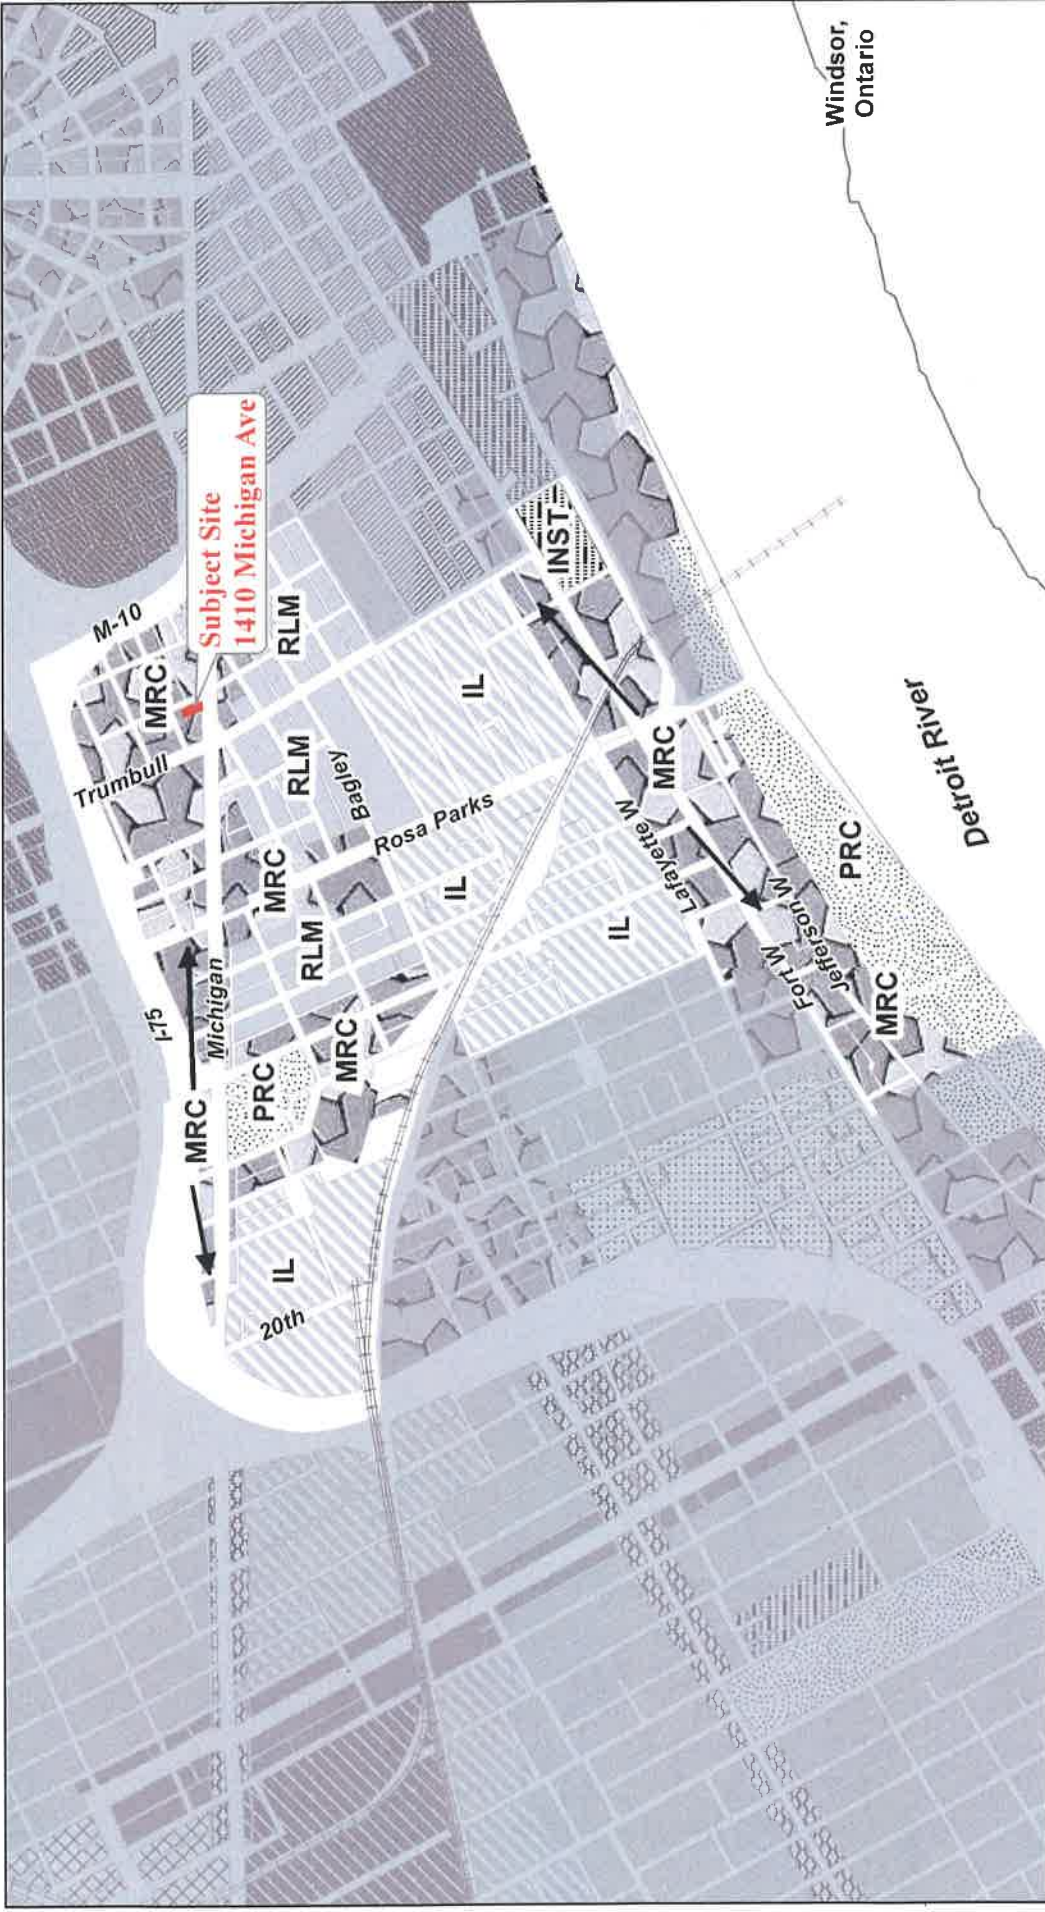 Windsor,
Ontario
Subject Site
1410 Michigan Ave
M-10
MRC
RLM
Trumbull
INST
IL
RLM
Bagley
Rosa Parks
MRC
MRC
RLM
IL
IL
Lafayette W
Fort W
Jefferson W
PRC
Detroit River
MRC
I-75
Michigan
MRC
PRC
MRC
IL
20th